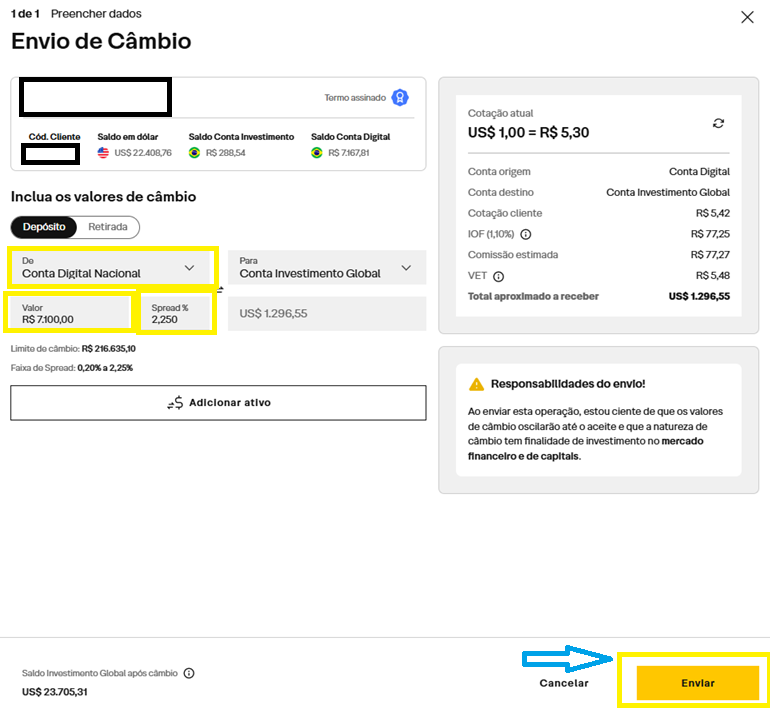 1 de 1 Preencher dados
Envio de Câmbio
Termo assinado
Cód. Cliente Saldo em dólar Saldo Conta Investimento Saldo Conta Digital
US$ 22.408,76 R$ 288,54 R$ 7.167,81
Inclua os valores de câmbio
Depósito Retirada
De
Conta Digital Nacional
Para
Conta Investimento Global
Valor
R$ 7.100,00
Spread %
2,250
US$ 1.296,55
Limite de câmbio: R$ 216.635,10
Faixa de Spread: 0,20% a 2,25%
Adicionar ativo
Cotação atual
US$ 1,00 = R$ 5,30
Conta origem Conta Digital
Conta destino Conta Investimento Global
Cotação cliente R$ 5,42
IOF (1,10%) R$ 77,25
Comissão estimada R$ 77,27
VET R$ 5,48
Total aproximado a receber US$ 1.296,55
Responsabilidades do envio!
Ao enviar esta operação, estou ciente de que os valores
de câmbio oscilarão até o aceite e que a natureza de
câmbio tem finalidade de investimento no mercado
financeiro e de capitais.
Saldo Investimento Global após câmbio
US$ 23.705,31
Cancelar Enviar